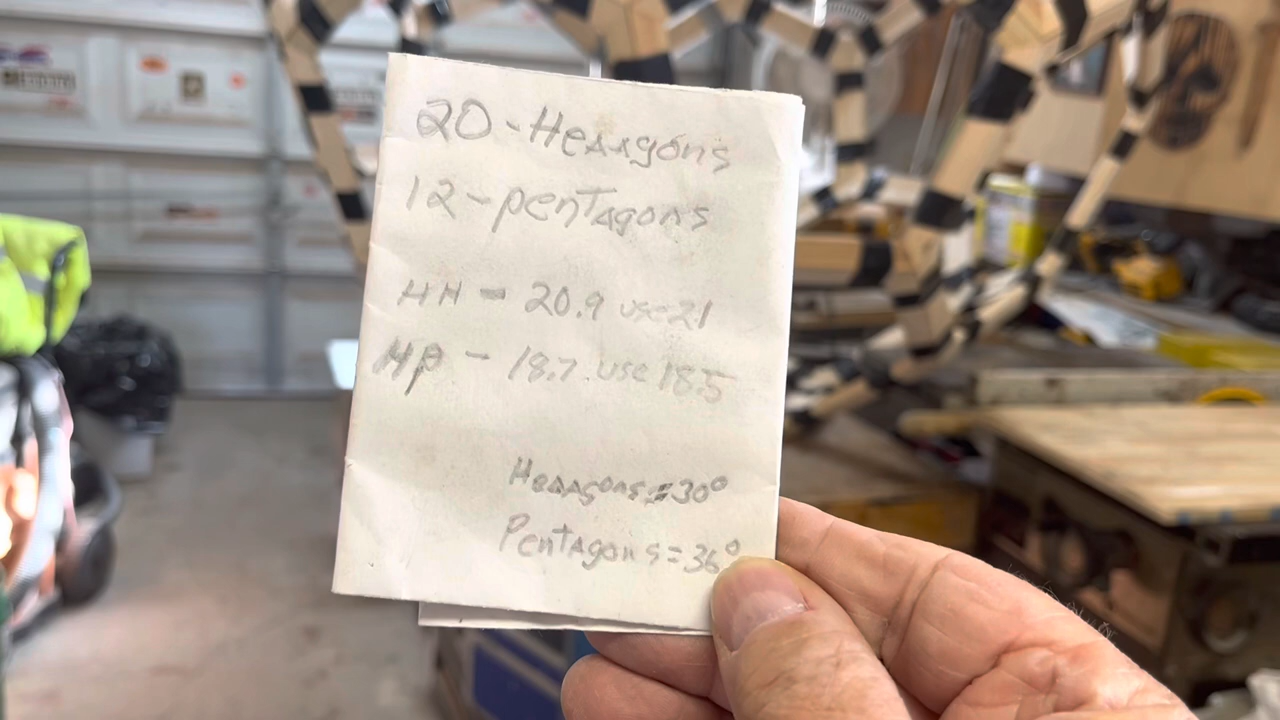 20-Hexagons
12-pentagons
HH - 20.9 use 21
HP - 18.7 use 18.5
Hexagons = 30°
Pentagons = 36°